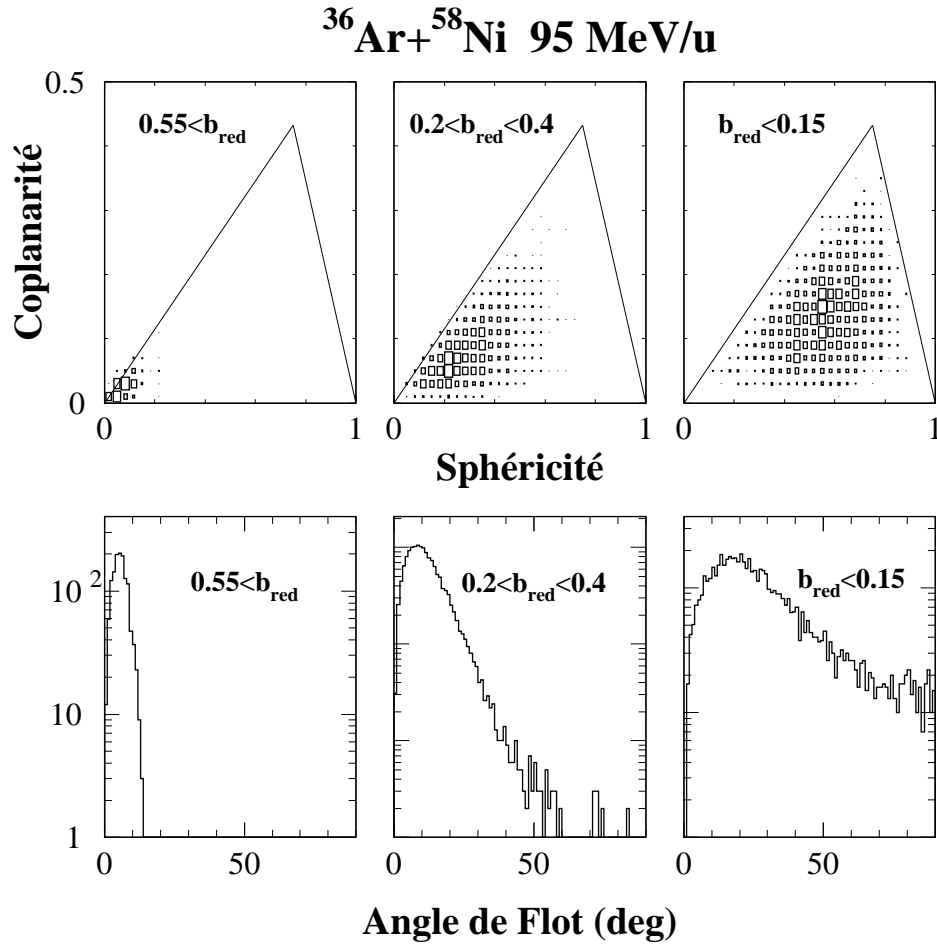 ³⁶Ar+⁵⁸Ni 95 MeV/u
Coplanarité
0.5
0
0.55<b_red
0.2<b_red<0.4
b_red<0.15
0 1
0 1
0 1
Sphéricité
10²
10
1
0.55<b_red
0.2<b_red<0.4
b_red<0.15
0 50
0 50
0 50
Angle de Flot (deg)